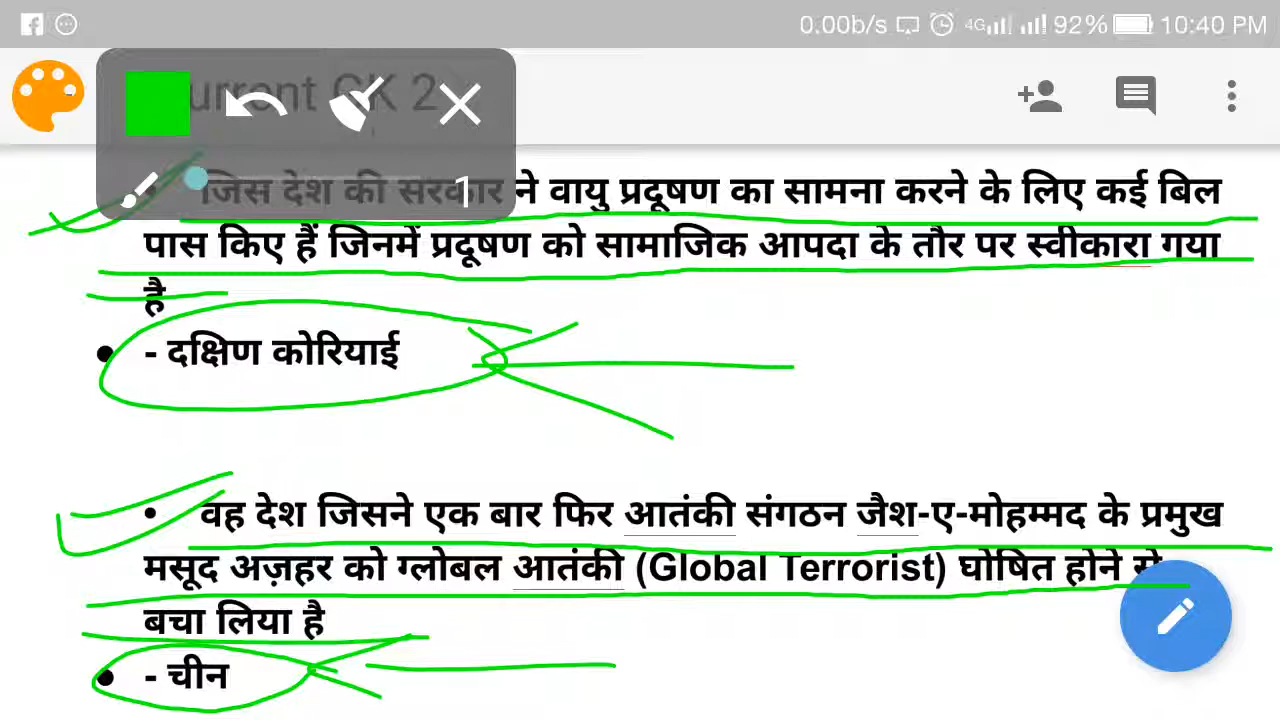 0.00b/s 4G 92% 10:40 PM
urrent GK 2
1
• जिस देश की सरकार ने वायु प्रदूषण का सामना करने के लिए कई बिल
पास किए हैं जिनमें प्रदूषण को सामाजिक आपदा के तौर पर स्वीकारा गया
है
● - दक्षिण कोरियाई
• वह देश जिसने एक बार फिर आतंकी संगठन जैश-ए-मोहम्मद के प्रमुख
मसूद अज़हर को ग्लोबल आतंकी (Global Terrorist) घोषित होने से
बचा लिया है
● - चीन